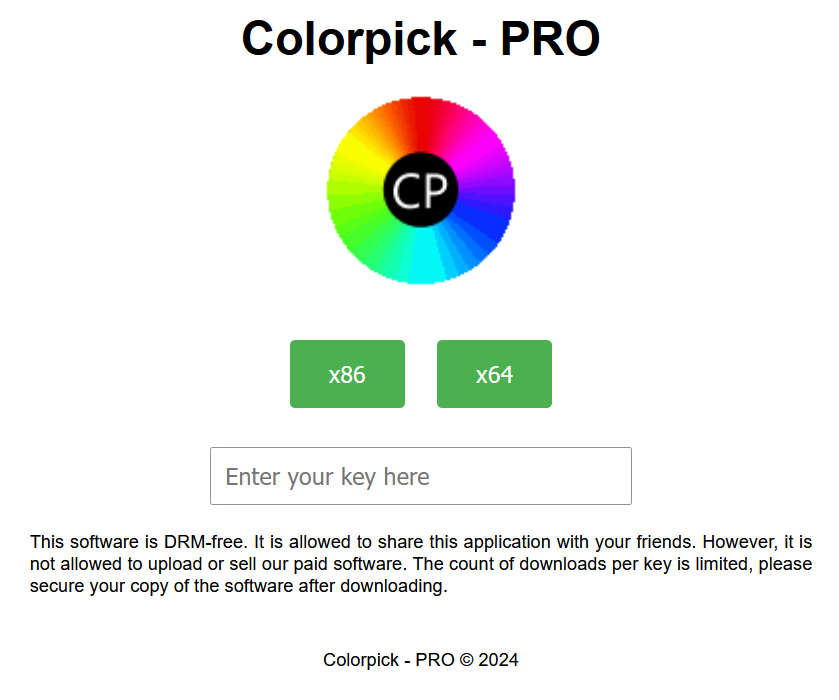 Colorpick - PRO
CP
x86 x64
Enter your key here
This software is DRM-free. It is allowed to share this application with your friends. However, it is
not allowed to upload or sell our paid software. The count of downloads per key is limited, please
secure your copy of the software after downloading.
Colorpick - PRO © 2024